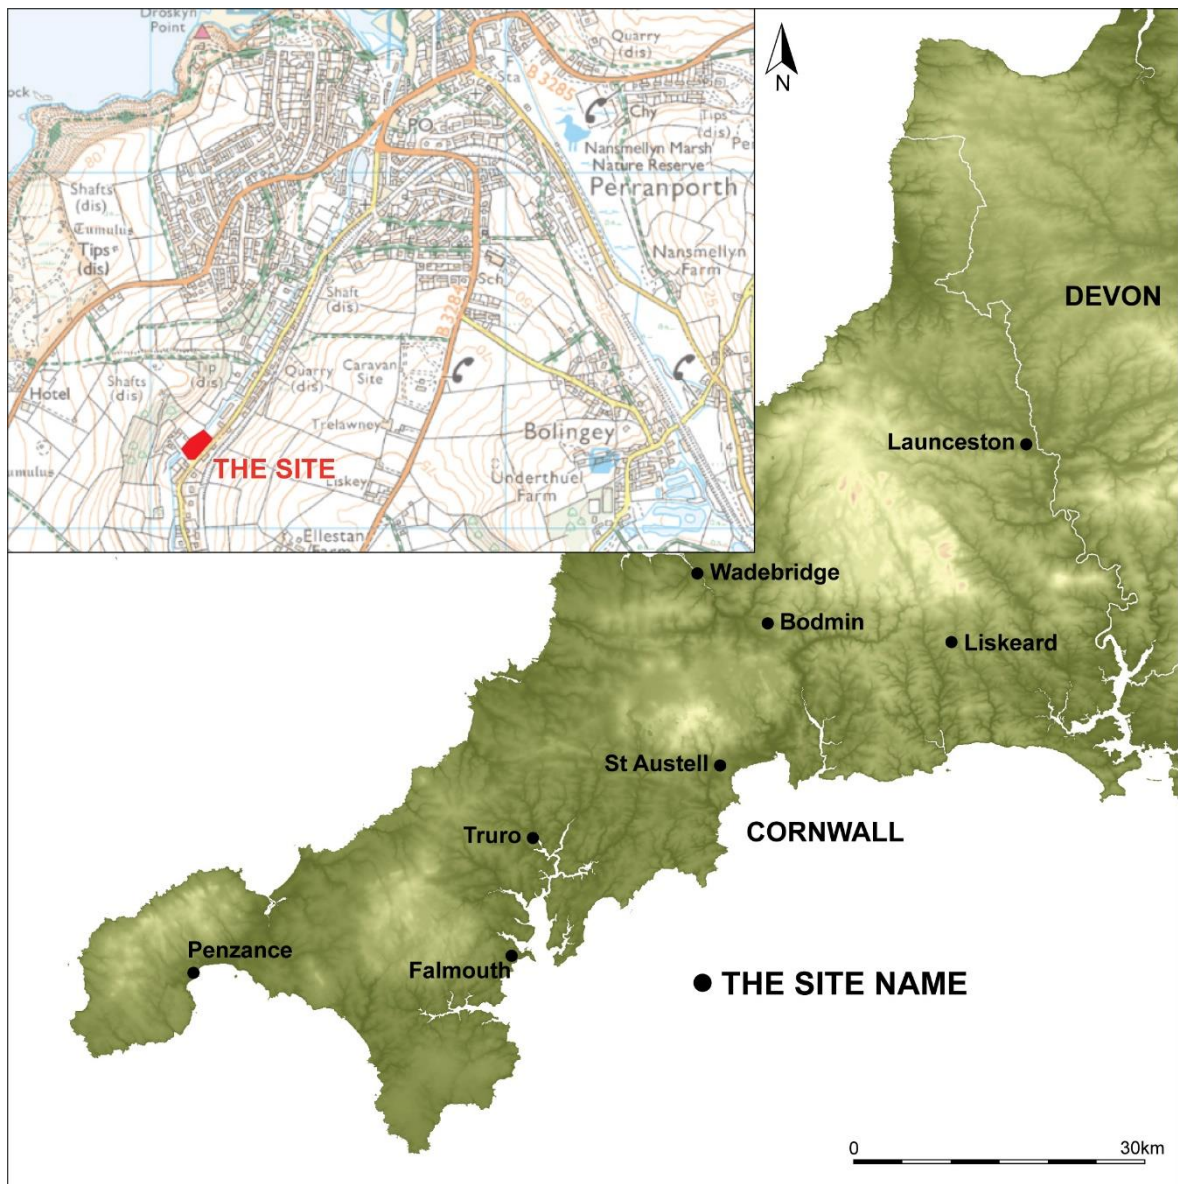 Droskyn
Point
Quarry
(dis)
N
B 3285
Sta
PO
Chy
Tips
(dis)
Nansmellyn Marsh
Nature Reserve
Perranporth
DEVON
Shafts
(dis)
Tumulus
Tips
(dis)
Nansmellyn
Farm
Sch
Shaft
(dis)
B 3284
Tip
(dis)
Shafts
(dis)
Quarry
(dis)
Caravan
Site
Hotel
Trelawney
Bolingey
Launceston
THE SITE
Liskey
Underthuel
Farm
Ellestan
Wadebridge
Bodmin
Liskeard
St Austell
CORNWALL
Truro
Penzance
Falmouth
THE SITE NAME
0 30km